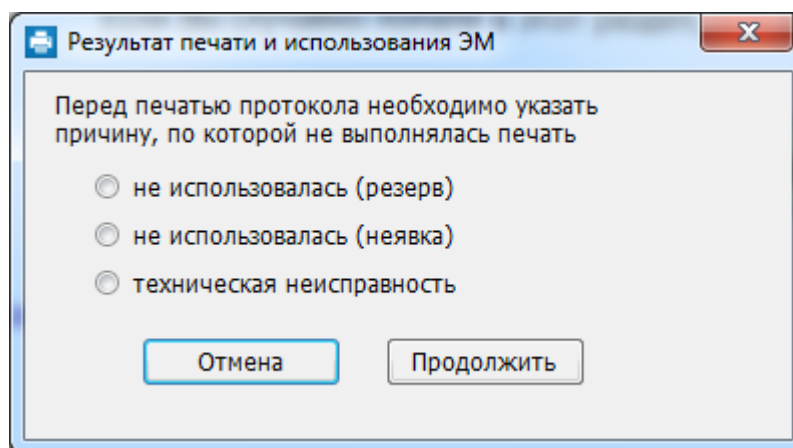 Результат печати и использования ЭМ
Перед печатью протокола необходимо указать
причину, по которой не выполнялась печать
не использовалась (резерв)
не использовалась (неявка)
техническая неисправность
Отмена
Продолжить